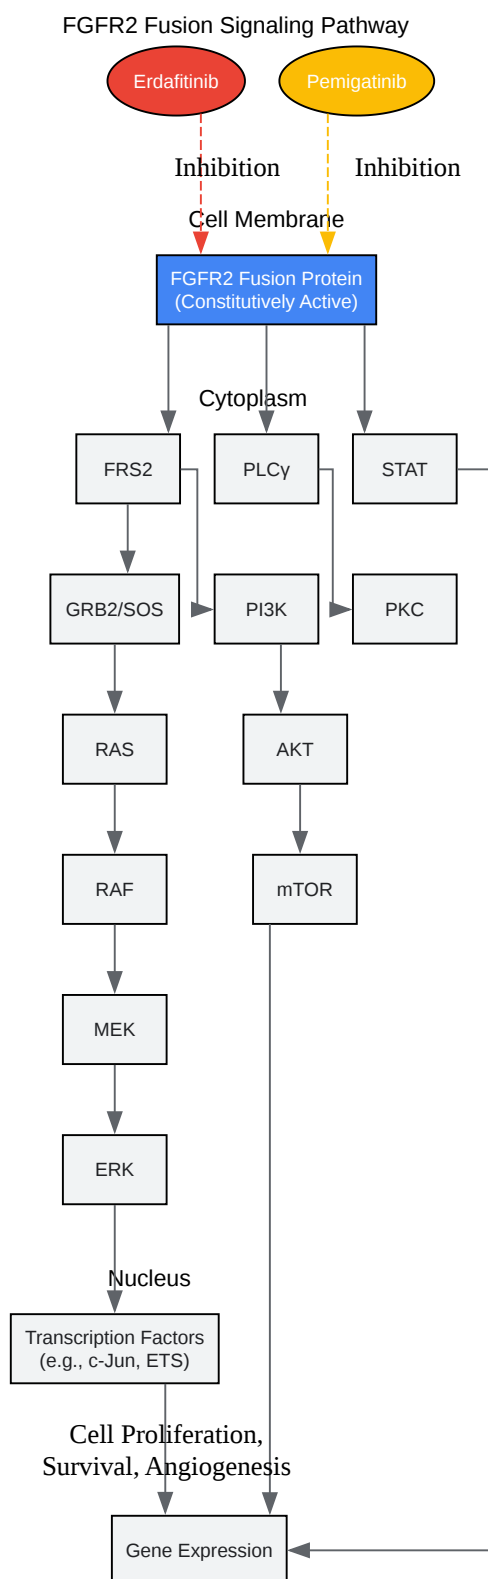 FGFR2 Fusion Signaling Pathway
Erdafitinib
Pemigatinib
Inhibition
Inhibition
Cell Membrane
FGFR2 Fusion Protein
(Constitutively Active)
Cytoplasm
FRS2
PLCγ
STAT
GRB2/SOS
PI3K
PKC
RAS
AKT
RAF
mTOR
MEK
ERK
Nucleus
Transcription Factors
(e.g., c-Jun, ETS)
Cell Proliferation,
Survival, Angiogenesis
Gene Expression